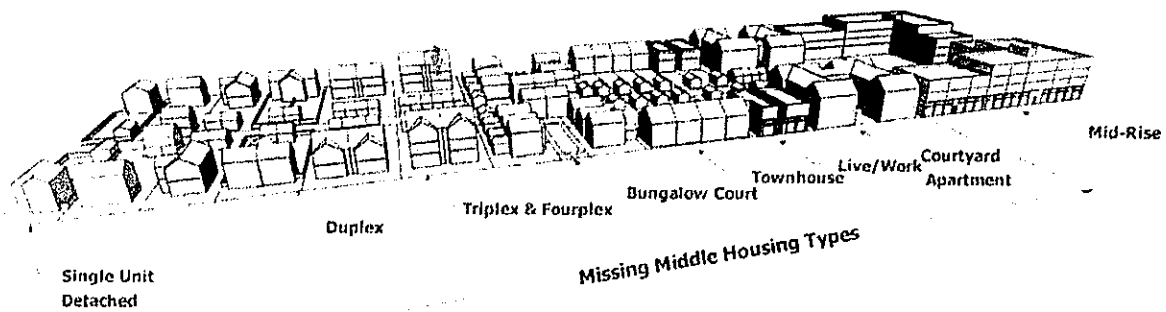 Single Unit
Detached
Duplex
Triplex & Fourplex
Bungalow Court
Townhouse
Live/Work
Courtyard
Apartment
Mid-Rise
Missing Middle Housing Types